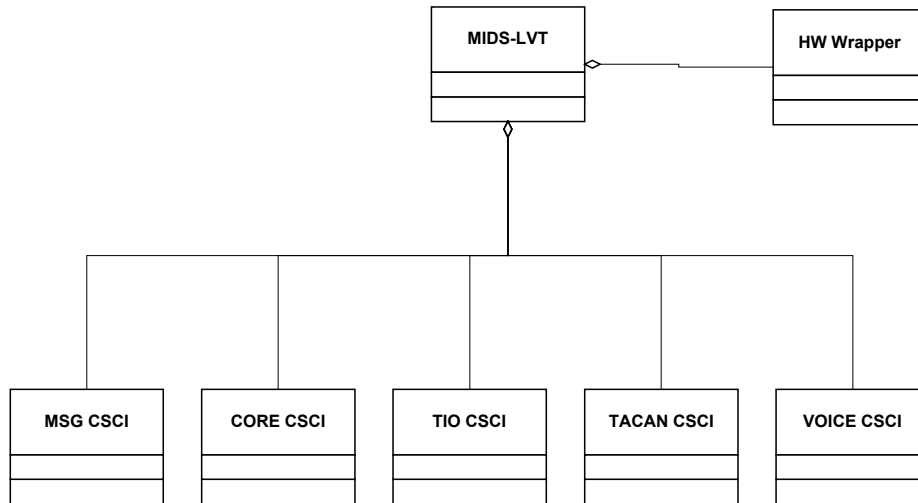 MIDS-LVT
HW Wrapper
MSG CSCI
CORE CSCI
TIO CSCI
TACAN CSCI
VOICE CSCI